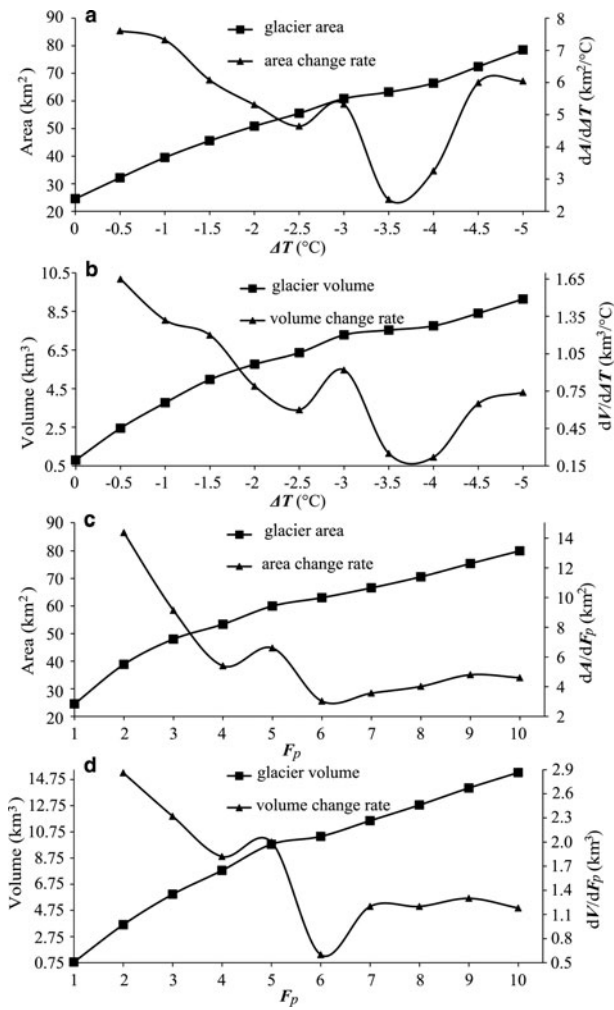 a
glacier area
area change rate
Area (km²)
90
80
70
60
50
40
30
20
8
7
6
5
4
3
2
dA/dΔT (km²/°C)
0 -0.5 -1 -1.5 -2 -2.5 -3 -3.5 -4 -4.5 -5
ΔT (°C)
b
glacier volume
volume change rate
Volume (km³)
10.5
8.5
6.5
4.5
2.5
0.5
1.65
1.35
1.05
0.75
0.45
0.15
dV/dΔT (km³/°C)
0 -0.5 -1 -1.5 -2 -2.5 -3 -3.5 -4 -4.5 -5
ΔT (°C)
c
glacier area
area change rate
Area (km²)
90
80
70
60
50
40
30
20
14
12
10
8
6
4
2
dA/dFp (km²)
1 2 3 4 5 6 7 8 9 10
Fp
d
glacier volume
volume change rate
Volume (km³)
14.75
12.75
10.75
8.75
6.75
4.75
2.75
0.75
2.9
2.6
2.3
2.0
1.7
1.4
1.1
0.8
0.5
dV/dFp (km³)
1 2 3 4 5 6 7 8 9 10
Fp